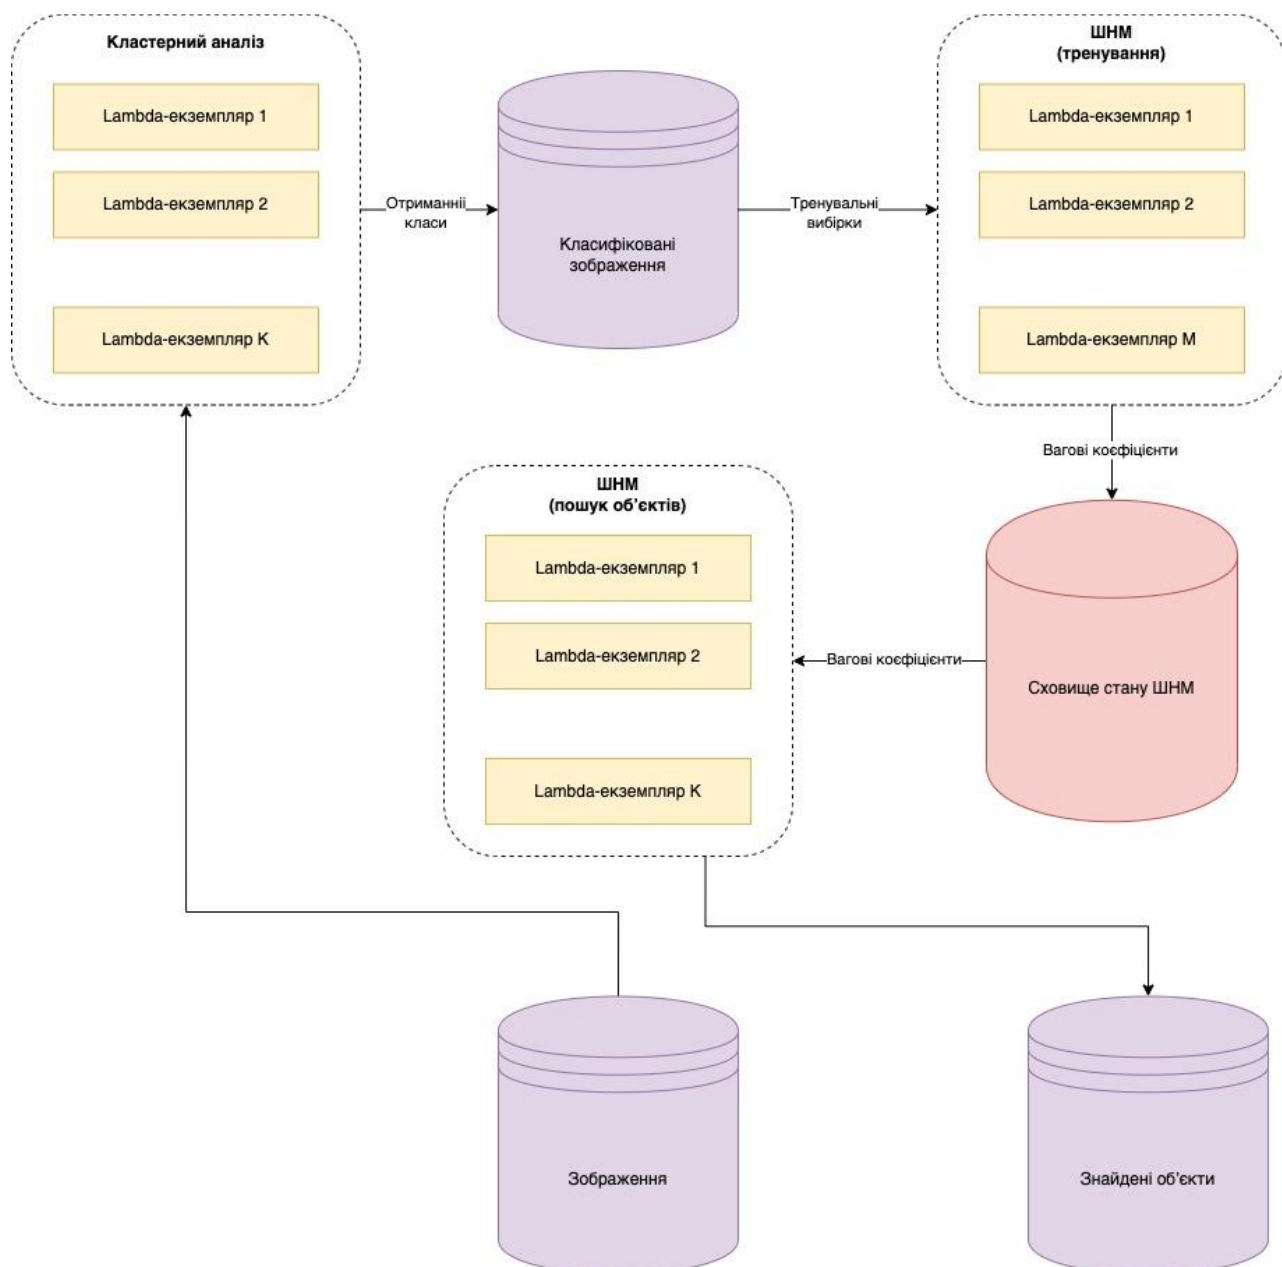 Кластерний аналіз
Lambda-екземпляр 1
Lambda-екземпляр 2
Lambda-екземпляр K
Отриманнії
класи
Класифіковані
зображення
Тренувальні
вибірки
ШНМ
(тренування)
Lambda-екземпляр 1
Lambda-екземпляр 2
Lambda-екземпляр M
Вагові коєфіцієнти
ШНМ
(пошук об'єктів)
Lambda-екземпляр 1
Lambda-екземпляр 2
Lambda-екземпляр K
Вагові коєфіцієнти
Сховище стану ШНМ
Зображення
Знайдені об'єкти